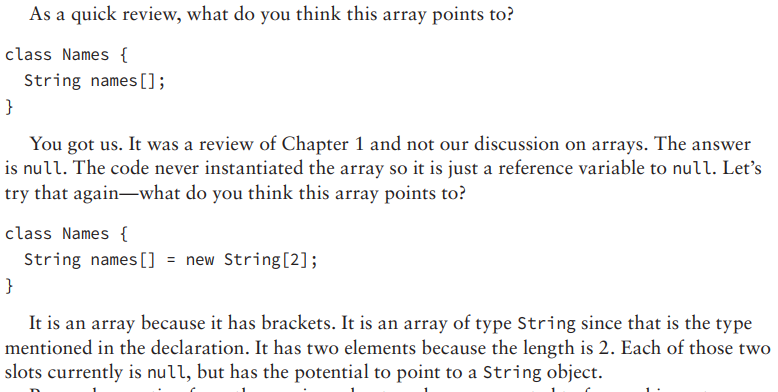 As a quick review, what do you think this array points to?
class Names {
String names[];
}
You got us. It was a review of Chapter 1 and not our discussion on arrays. The answer
is null. The code never instantiated the array so it is just a reference variable to null. Let's
try that again—what do you think this array points to?
class Names {
String names[] = new String[2];
}
It is an array because it has brackets. It is an array of type String since that is the type
mentioned in the declaration. It has two elements because the length is 2. Each of those two
slots currently is null, but has the potential to point to a String object.